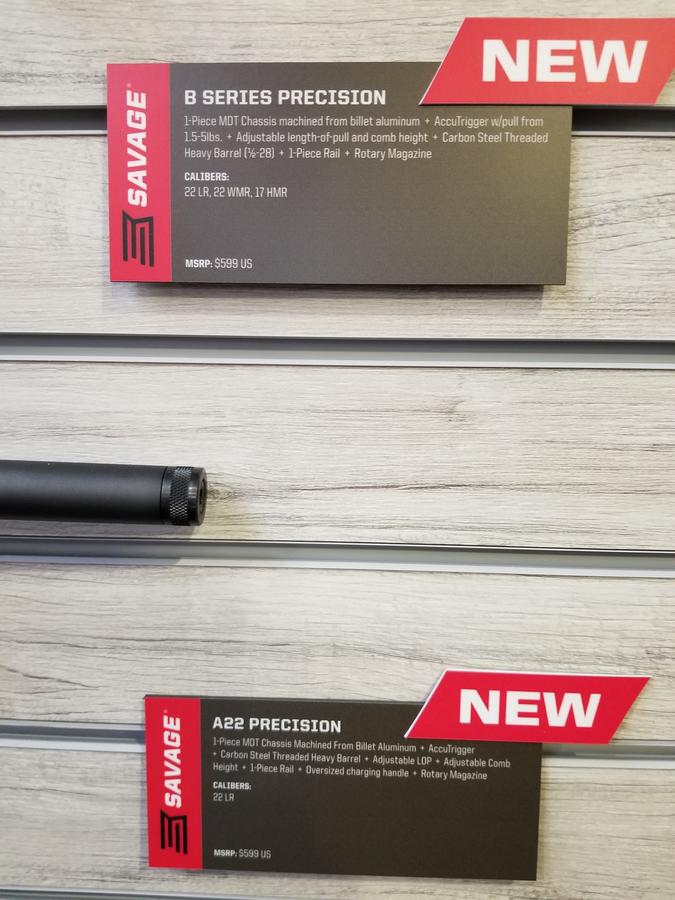 NEW
SAVAGE®
B SERIES PRECISION
1-Piece MDT Chassis machined from billet aluminum + AccuTrigger w/pull from
1.5-5lbs. + Adjustable length-of-pull and comb height + Carbon Steel Threaded
Heavy Barrel (½-28) + 1-Piece Rail + Rotary Magazine
CALIBERS:
22 LR, 22 WMR, 17 HMR
MSRP: $599 US
NEW
SAVAGE®
A22 PRECISION
1-Piece MDT Chassis Machined From Billet Aluminum + AccuTrigger
+ Carbon Steel Threaded Heavy Barrel + Adjustable LOP + Adjustable Comb
Height + 1-Piece Rail + Oversized charging handle + Rotary Magazine
CALIBERS:
22 LR
MSRP: $599 US